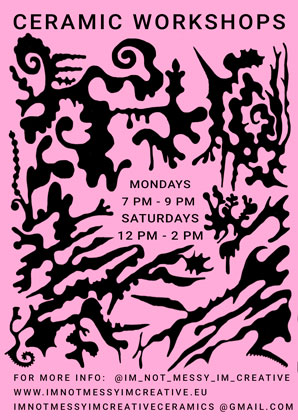 CERAMIC WORKSHOPS
MONDAYS
7 PM - 9 PM
SATURDAYS
12 PM - 2 PM
FOR MORE INFO: @IM_NOT_MESSY_IM_CREATIVE
WWW.IMNOTMESSYIMCREATIVE.EU
IMNOTMESSYIMCREATIVECERAMICS @GMAIL.COM